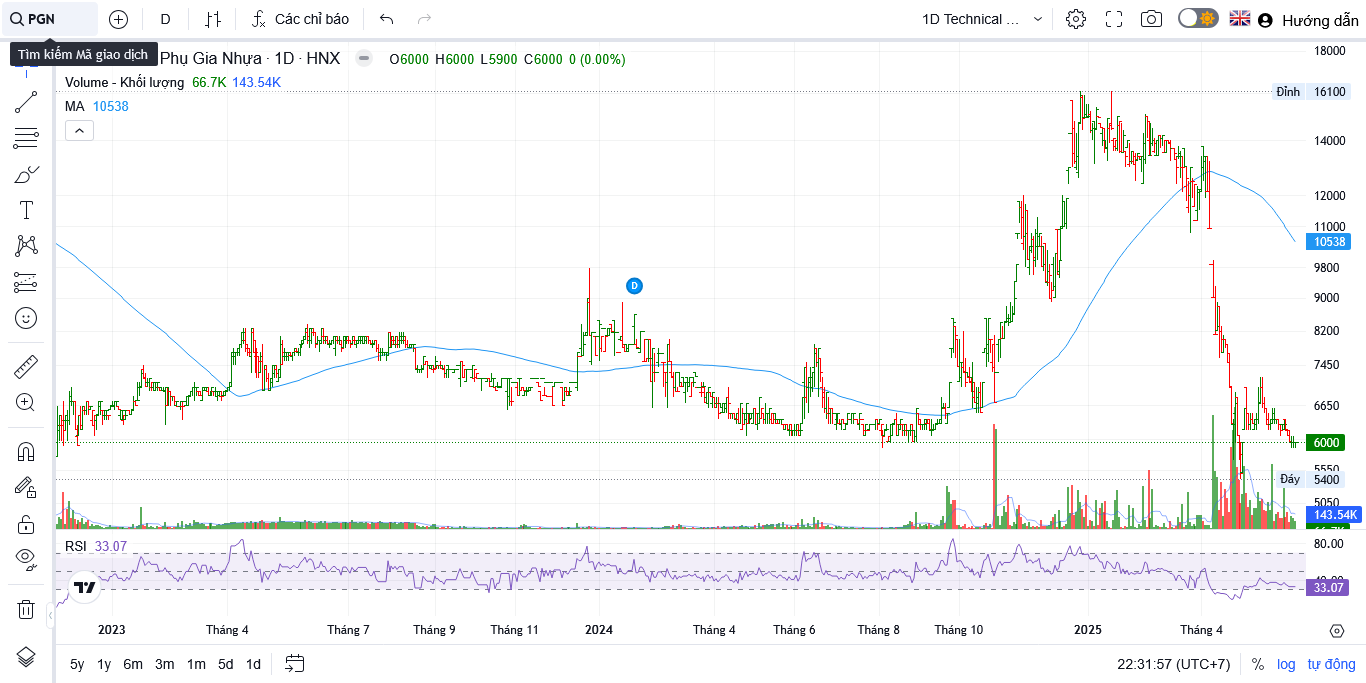 PGN
D
Các chỉ báo
1D Technical ...
Hướng dẫn
Tìm kiếm Mã giao dịch
Phụ Gia Nhựa · 1D · HNX
O6000 H6000 L5900 C6000 0 (0.00%)
Volume - Khối lượng 66.7K 143.54K
MA 10538
18000
Đỉnh 16100
14000
12000
11000
10538
9800
9000
8200
7450
6650
6000
5550
Đáy 5400
5050
143.54K
D
RSI 33.07
80.00
40.00
33.07
2023
Tháng 4
Tháng 7
Tháng 9
Tháng 11
2024
Tháng 4
Tháng 6
Tháng 8
Tháng 10
2025
Tháng 4
5y 1y 6m 3m 1m 5d 1d
22:31:57 (UTC+7)
% log tự động